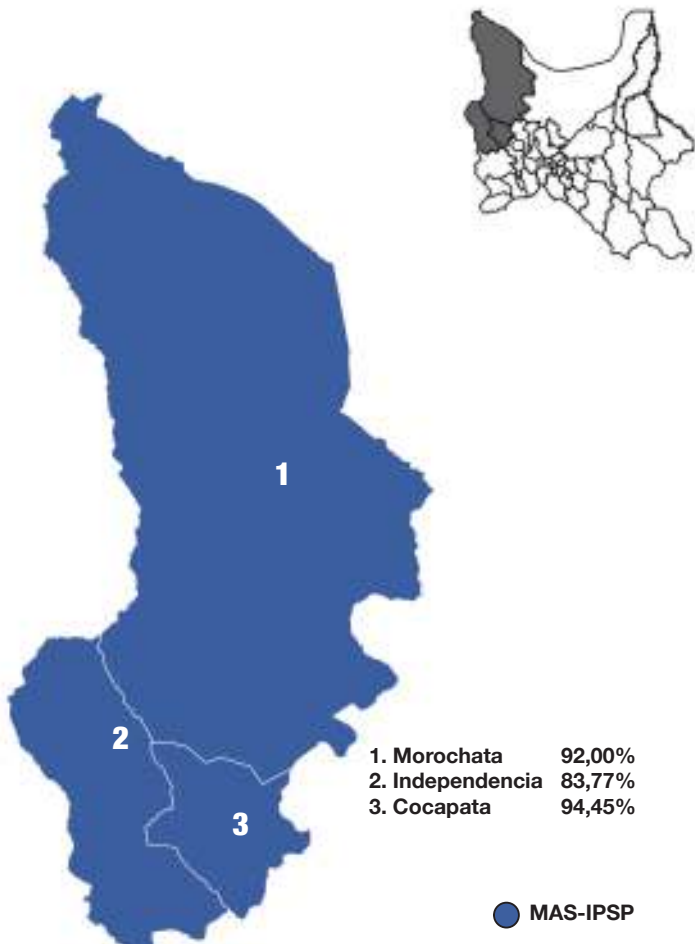 1
2
3
1. Morochata 92,00%
2. Independencia 83,77%
3. Cocapata 94,45%
MAS-IPSP